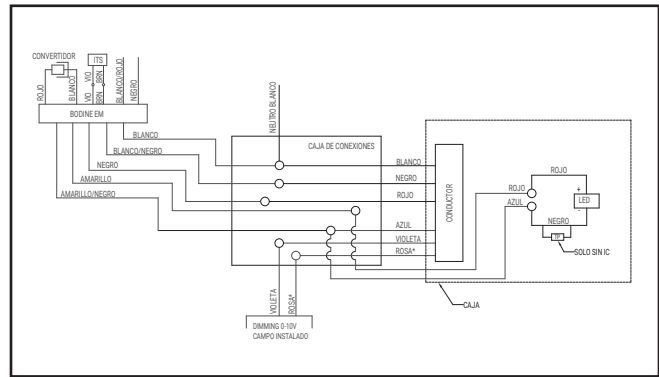 CONVERTIDOR
ITS
ROJO
BLANCO
VIO
BRN
VIO
BRN
BLANCO/ROJO
NEGRO
BODINE EM
BLANCO
BLANCO/NEGRO
NEGRO
AMARILLO
AMARILLO/NEGRO
NEUTRO BLANCO
CAJA DE CONEXIONES
BLANCO
NEGRO
ROJO
AZUL
VIOLETA
ROSA*
CONDUCTOR
ROJO
AZUL
ROJO
+
LED
-
NEGRO
TP
SOLO SIN IC
CAJA
VIOLETA
ROSA*
DIMMING 0-10V
CAMPO INSTALADO